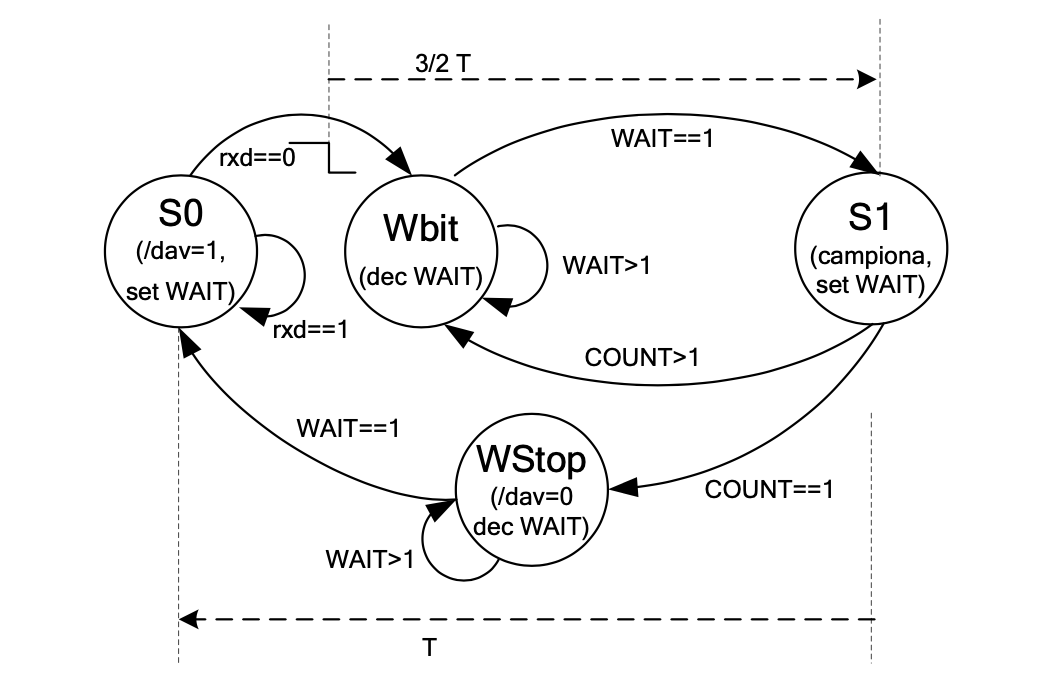 3/2 T
WAIT==1
rxd==0
S0
(/dav=1,
set WAIT)
rxd==1
Wbit
(dec WAIT)
WAIT>1
S1
(campiona,
set WAIT)
COUNT>1
WAIT==1
WStop
(/dav=0
dec WAIT)
COUNT==1
WAIT>1
T